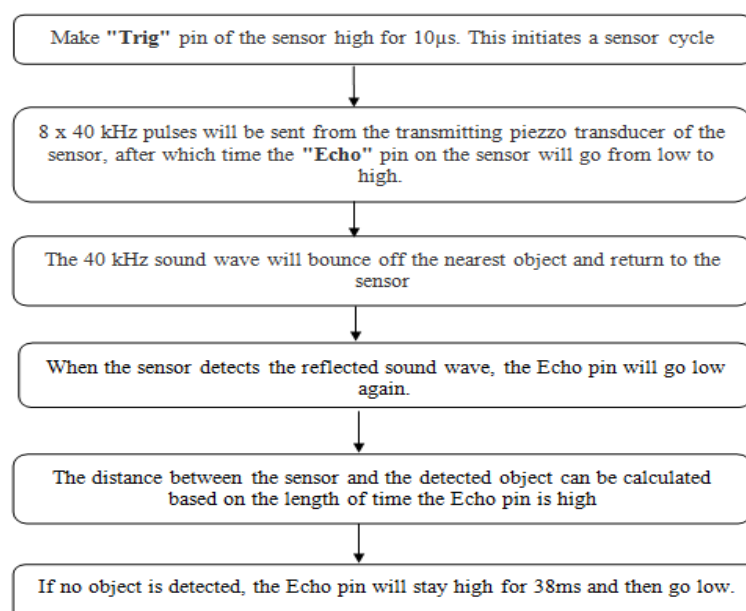 Make "Trig" pin of the sensor high for 10µs. This initiates a sensor cycle
8 x 40 kHz pulses will be sent from the transmitting piezzo transducer of the
sensor, after which time the "Echo" pin on the sensor will go from low to
high.
The 40 kHz sound wave will bounce off the nearest object and return to the
sensor
When the sensor detects the reflected sound wave, the Echo pin will go low
again.
The distance between the sensor and the detected object can be calculated
based on the length of time the Echo pin is high
If no object is detected, the Echo pin will stay high for 38ms and then go low.